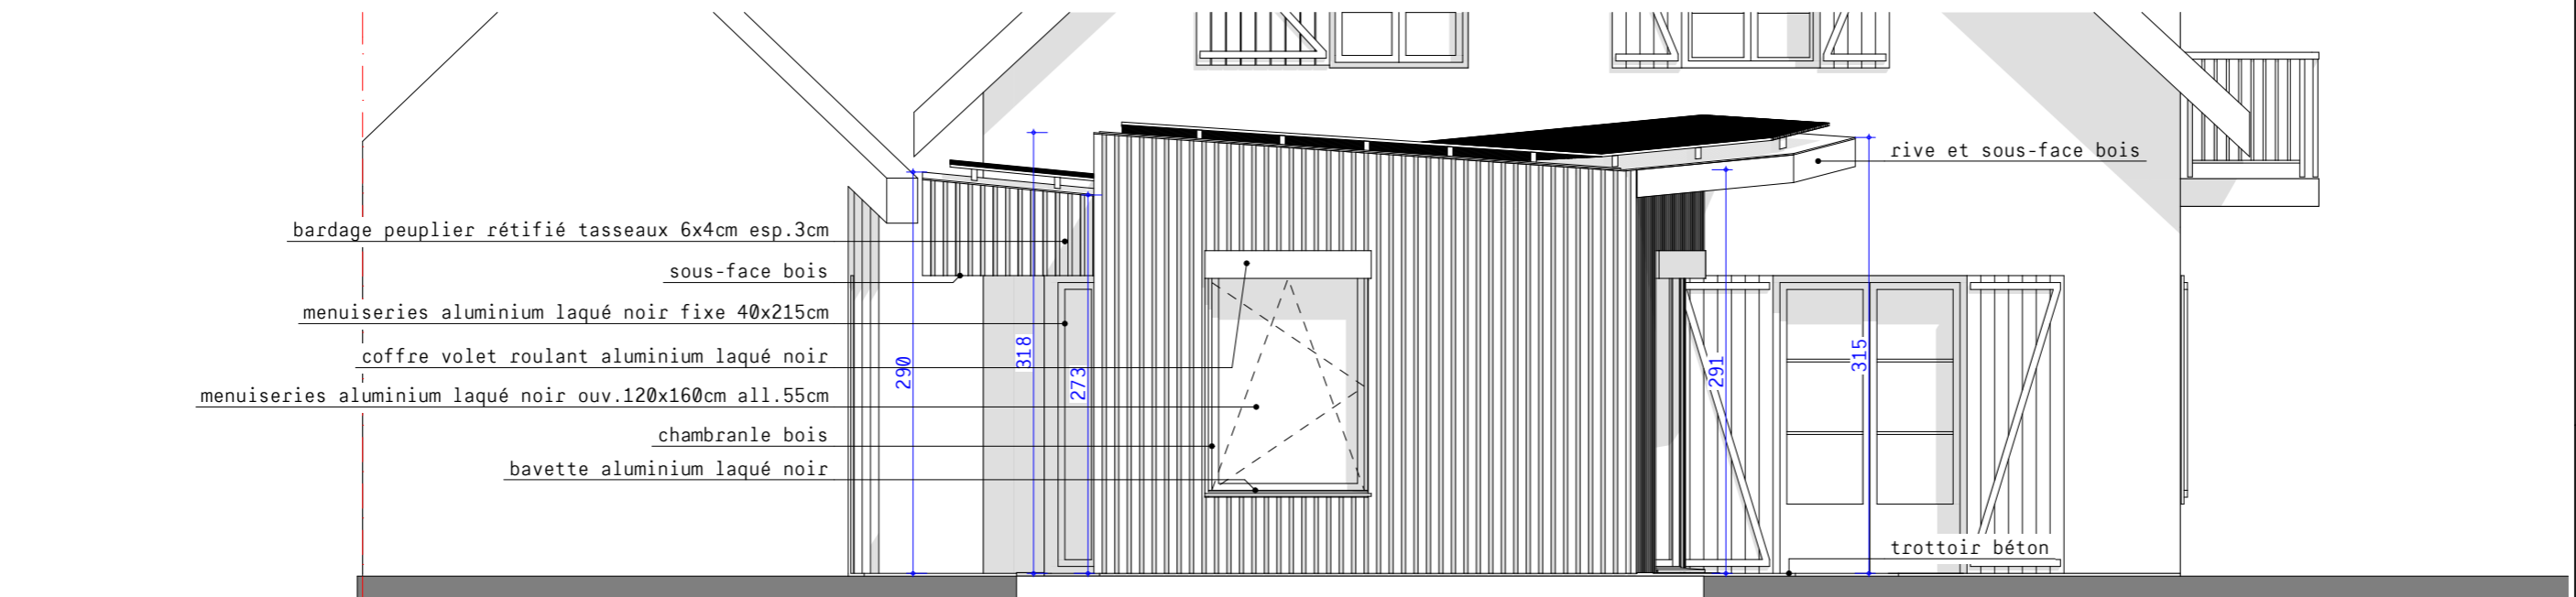 rive et sous-face bois
bardage peuplier rétifié tasseaux 6x4cm esp.3cm
sous-face bois
menuiseries aluminium laqué noir fixe 40x215cm
coffre volet roulant aluminium laqué noir
menuiseries aluminium laqué noir ouv.120x160cm all.55cm
chambranle bois
bavette aluminium laqué noir
290
318
273
291
315
trottoir béton